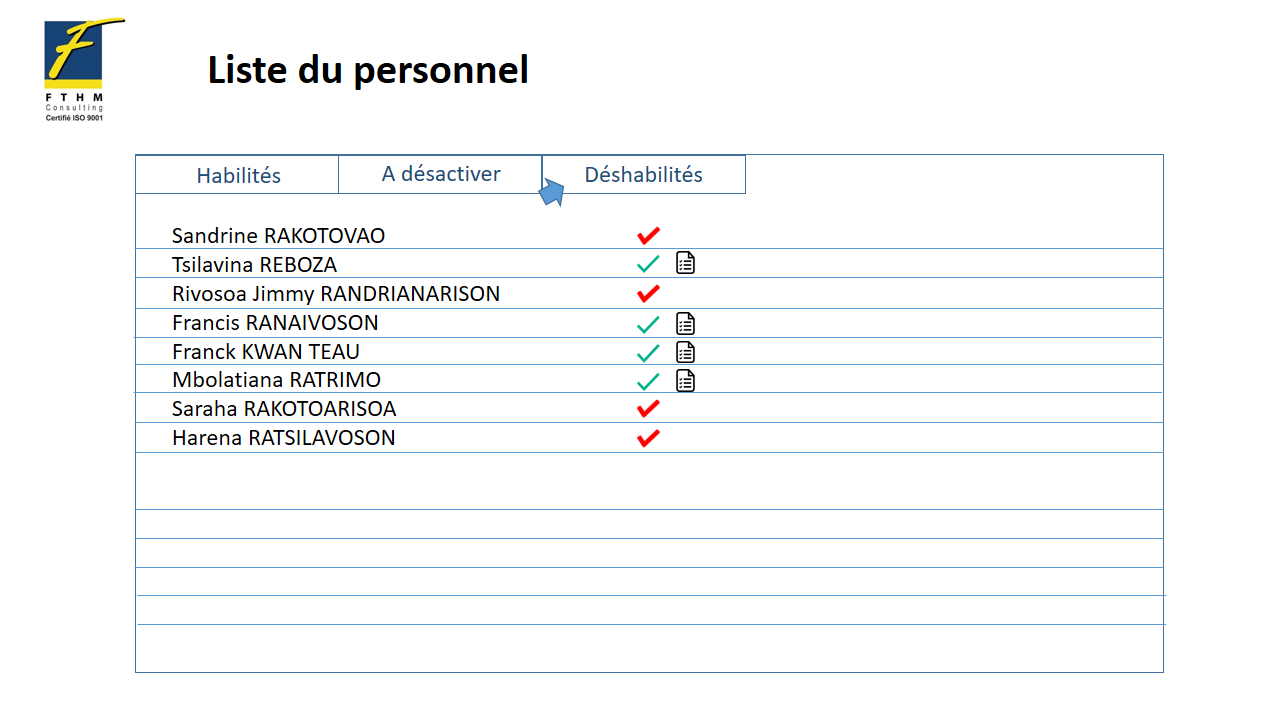 F T H M
Consulting
Certifié ISO 9001
Liste du personnel
Habilités A désactiver Déshabilités
Sandrine RAKOTOVAO
Tsilavina REBOZA
Rivosoa Jimmy RANDRIANARISON
Francis RANAIVOSON
Franck KWAN TEAU
Mbolatiana RATRIMO
Saraha RAKOTOARISOA
Harena RATSILAVOSON